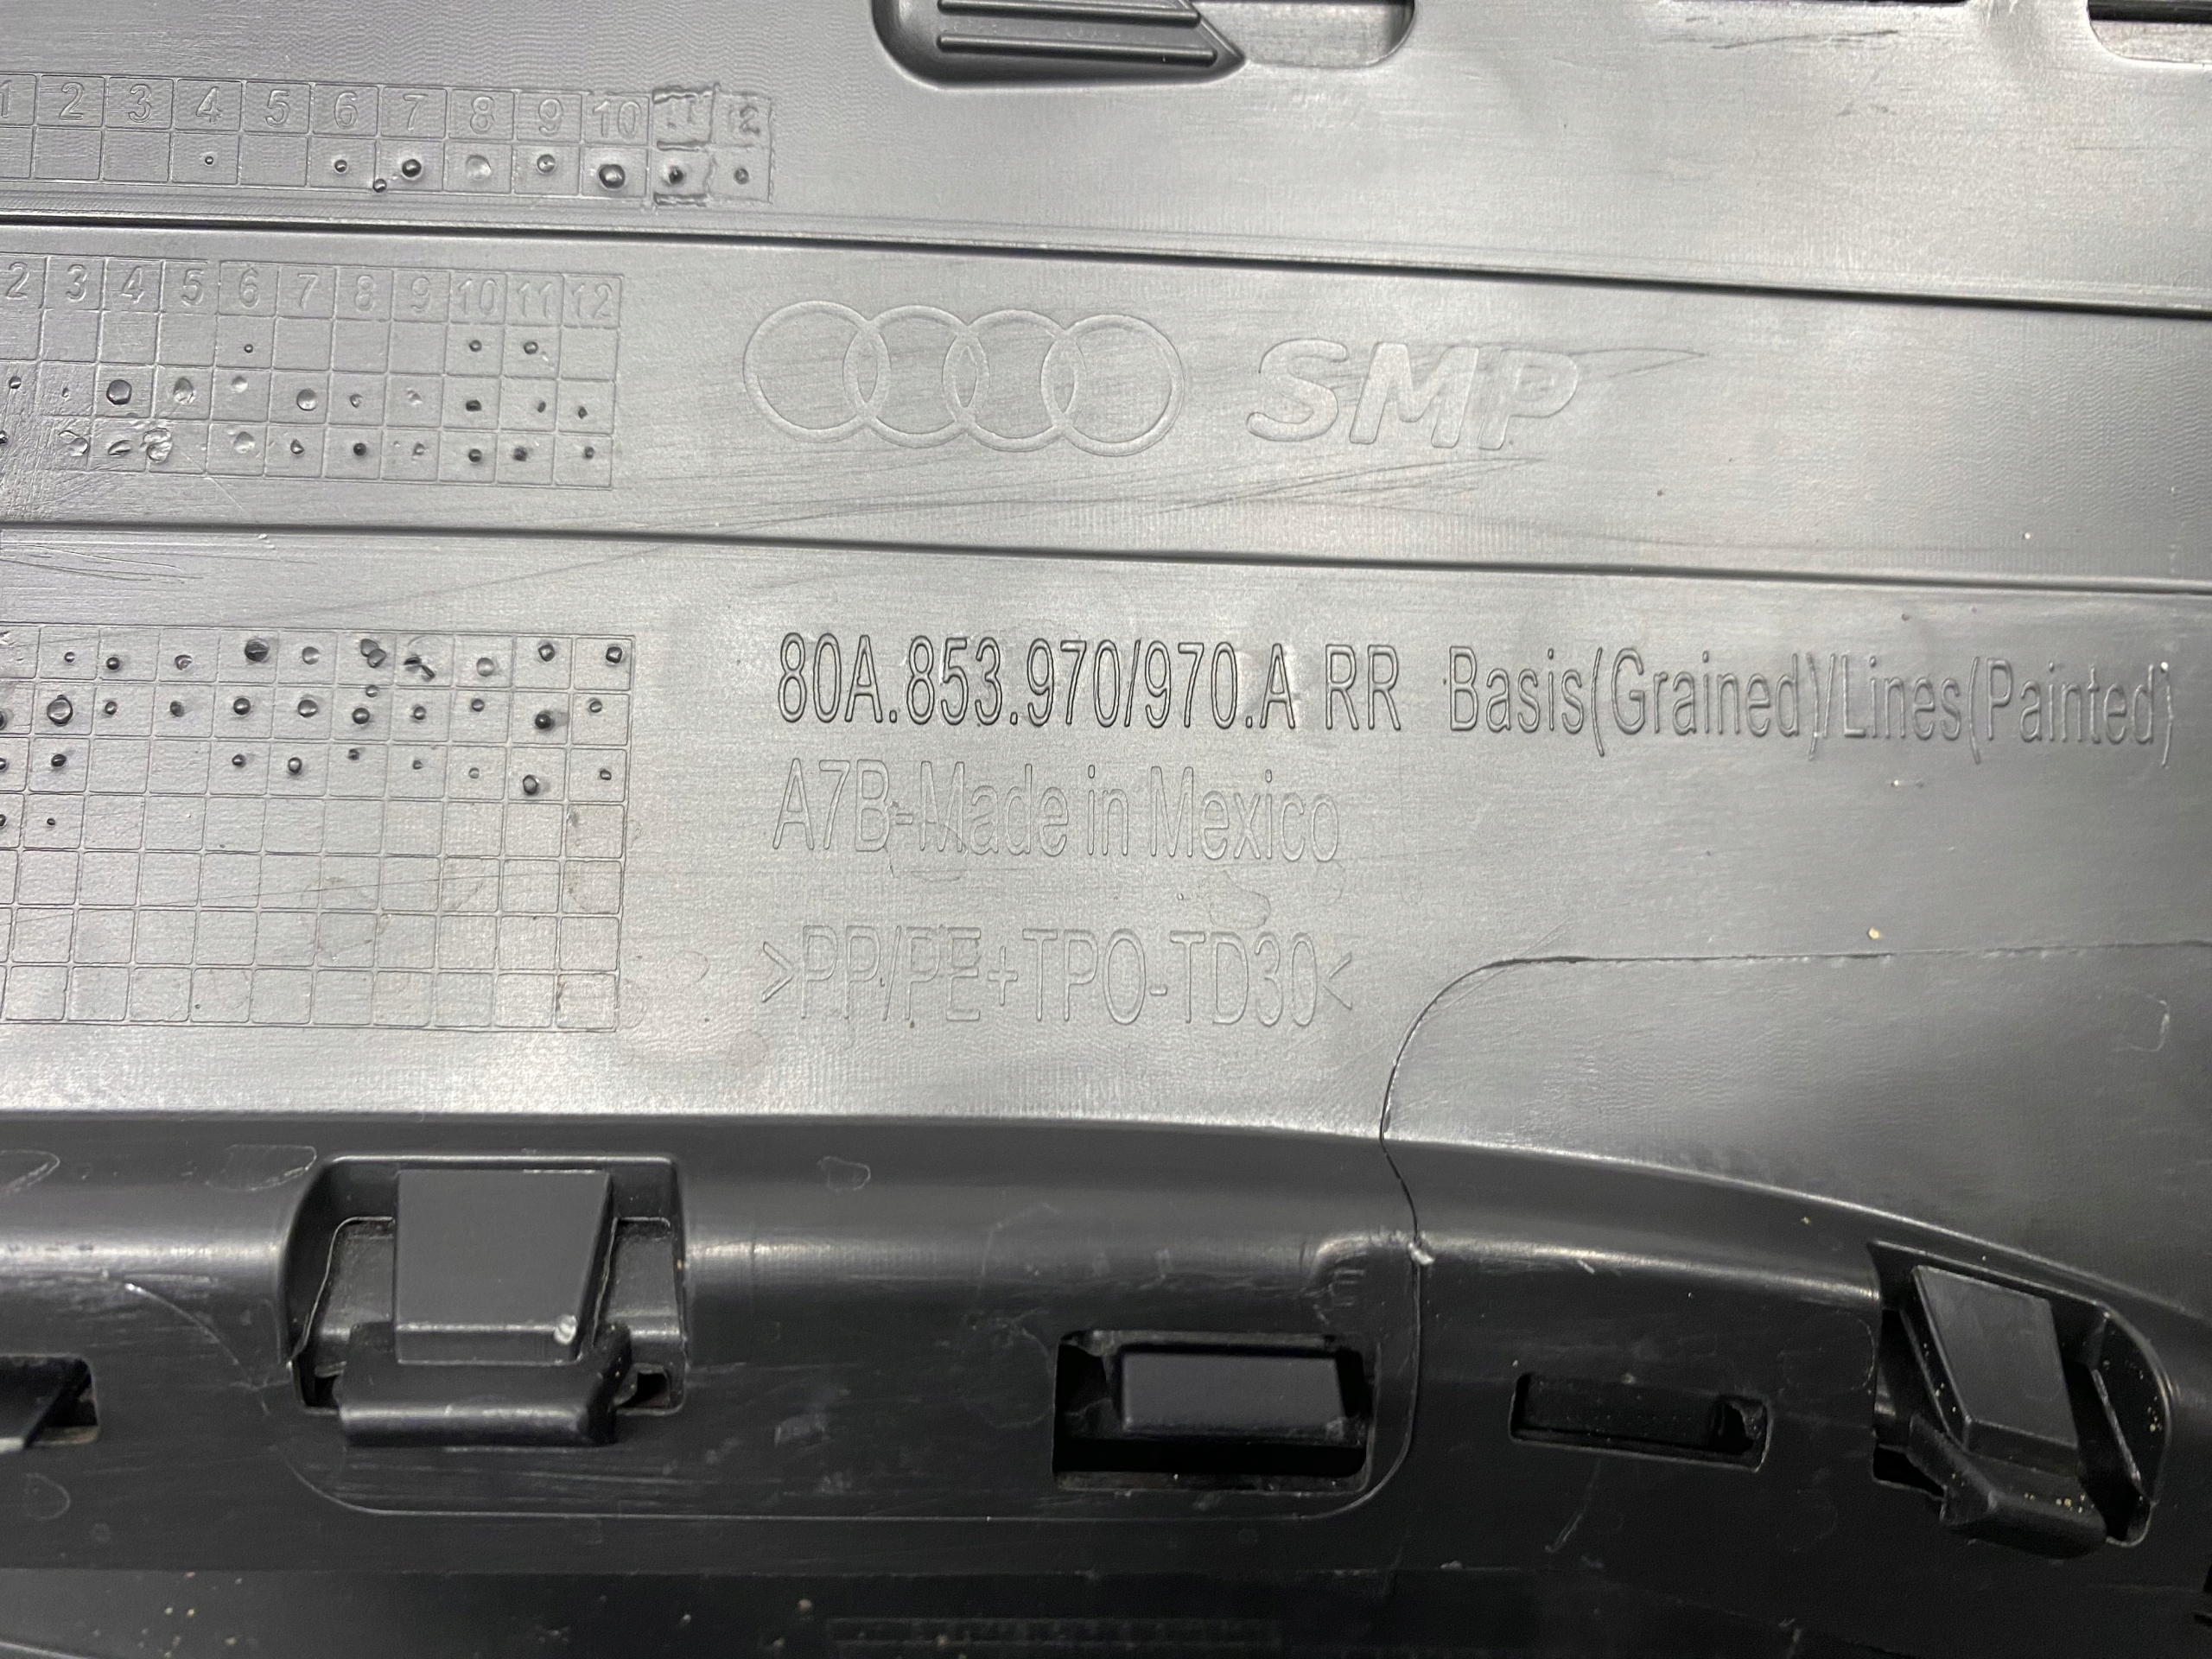 1 2 3 4 5 6 7 8 9 10 11 12
2 3 4 5 6 7 8 9 10 11 12
SMP
80A.853.970/970.A RR Basis(Grained)/Lines(Painted)
A7B-Made in Mexico
>PP/PE+TPO-TD30<